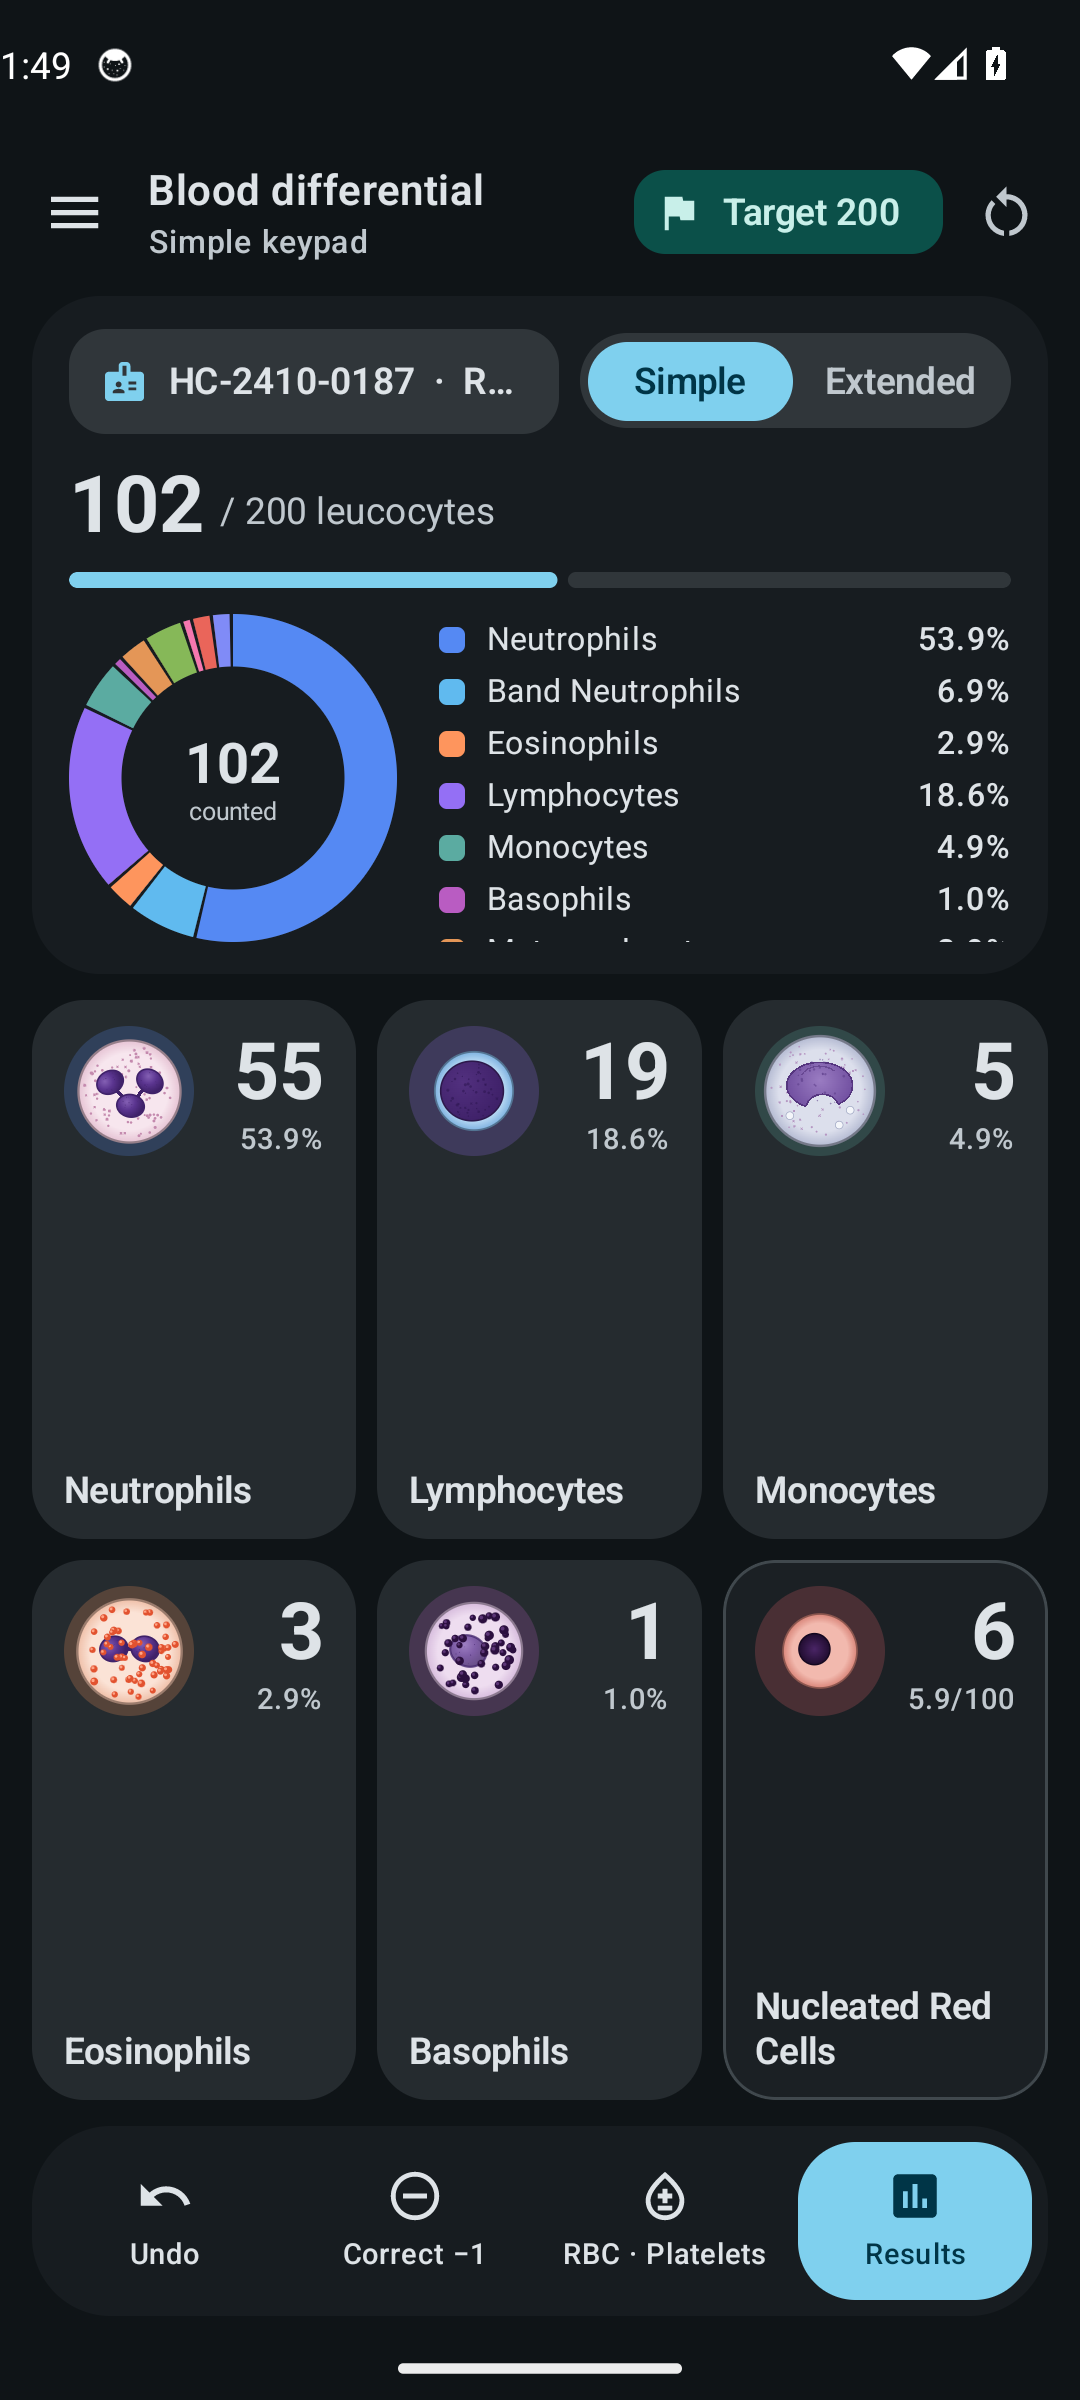 1:49
Blood differential
Simple keypad
Target 200
HC-2410-0187 · R...
Simple
Extended
102 / 200 leucocytes
102
counted
Neutrophils 53.9%
Band Neutrophils 6.9%
Eosinophils 2.9%
Lymphocytes 18.6%
Monocytes 4.9%
Basophils 1.0%
55
53.9%
Neutrophils
19
18.6%
Lymphocytes
5
4.9%
Monocytes
3
2.9%
Eosinophils
1
1.0%
Basophils
6
5.9/100
Nucleated Red
Cells
Undo
Correct −1
RBC · Platelets
Results